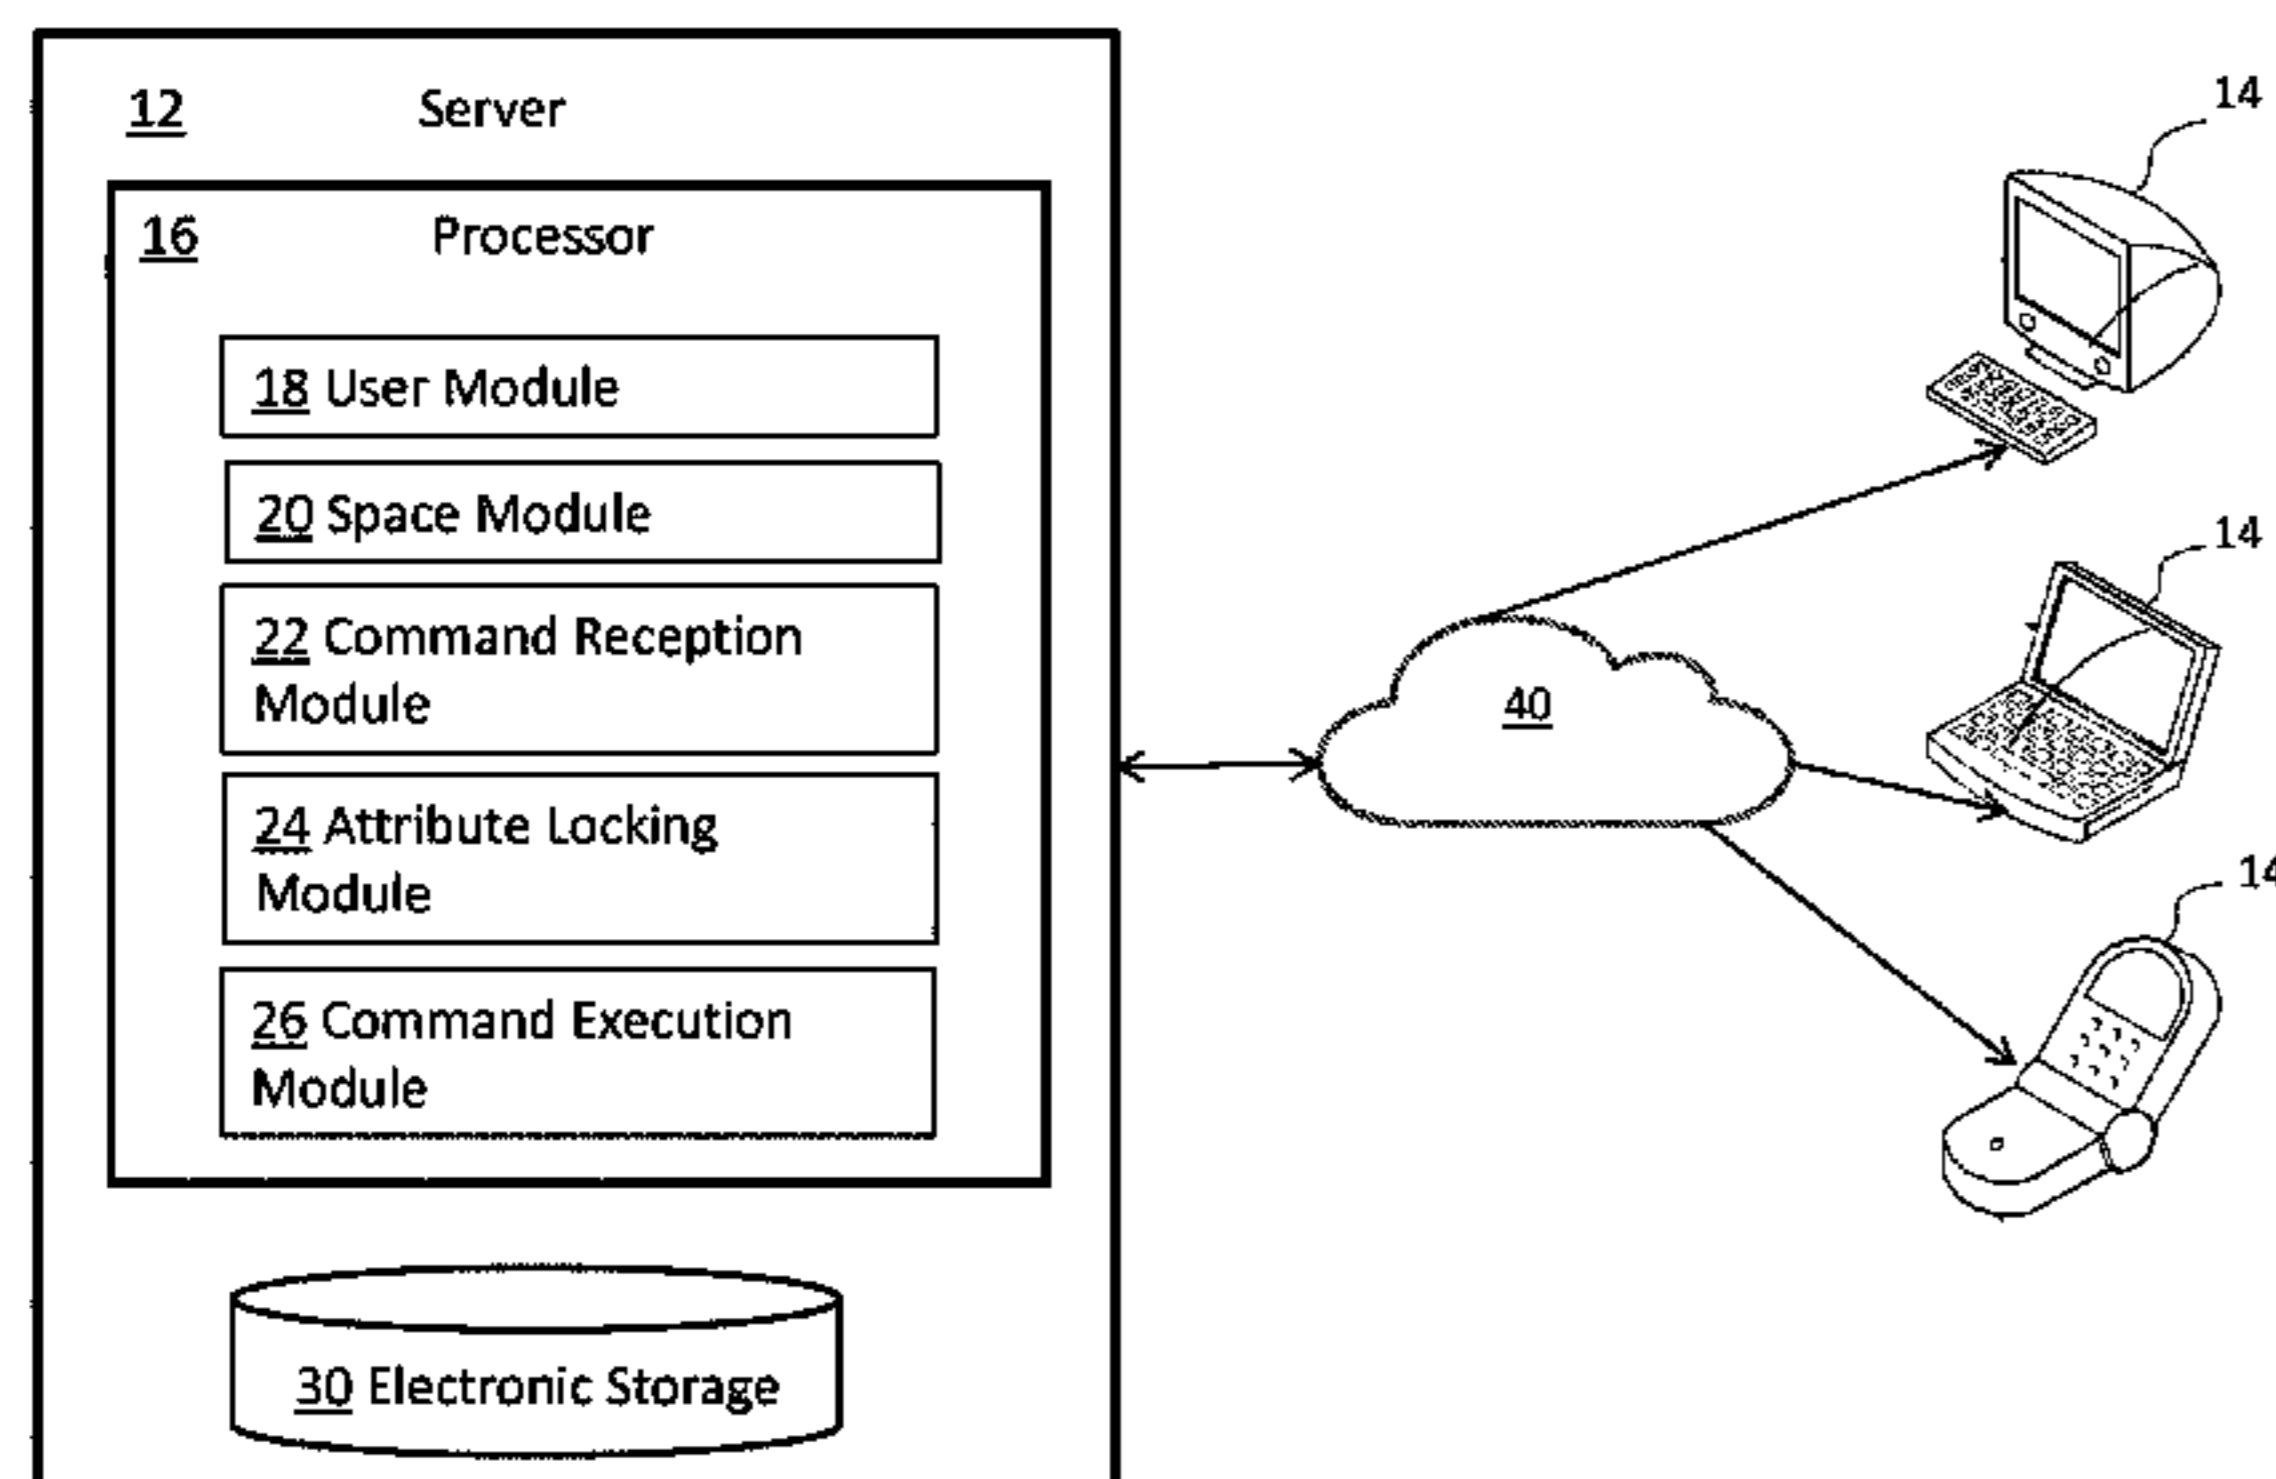 12 Server
16 Processor
18 User Module
20 Space Module
22 Command Reception
Module
24 Attribute Locking
Module
26 Command Execution
Module
30 Electronic Storage
40
14
14
14